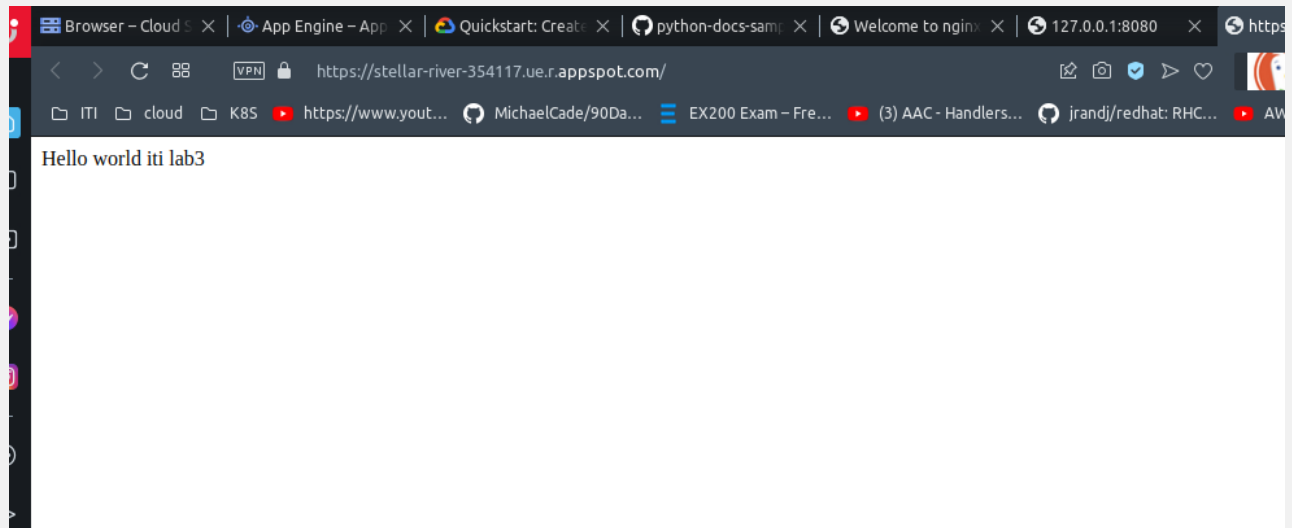 Browser – Cloud S
App Engine – App
Quickstart: Create
python-docs-samp
Welcome to nginx
127.0.0.1:8080
https
VPN
https://stellar-river-354117.ue.r.appspot.com/
ITI
cloud
K8S
https://www.yout...
MichaelCade/90Da...
EX200 Exam – Fre...
(3) AAC - Handlers...
jrandj/redhat: RHC...
AW
Hello world iti lab3